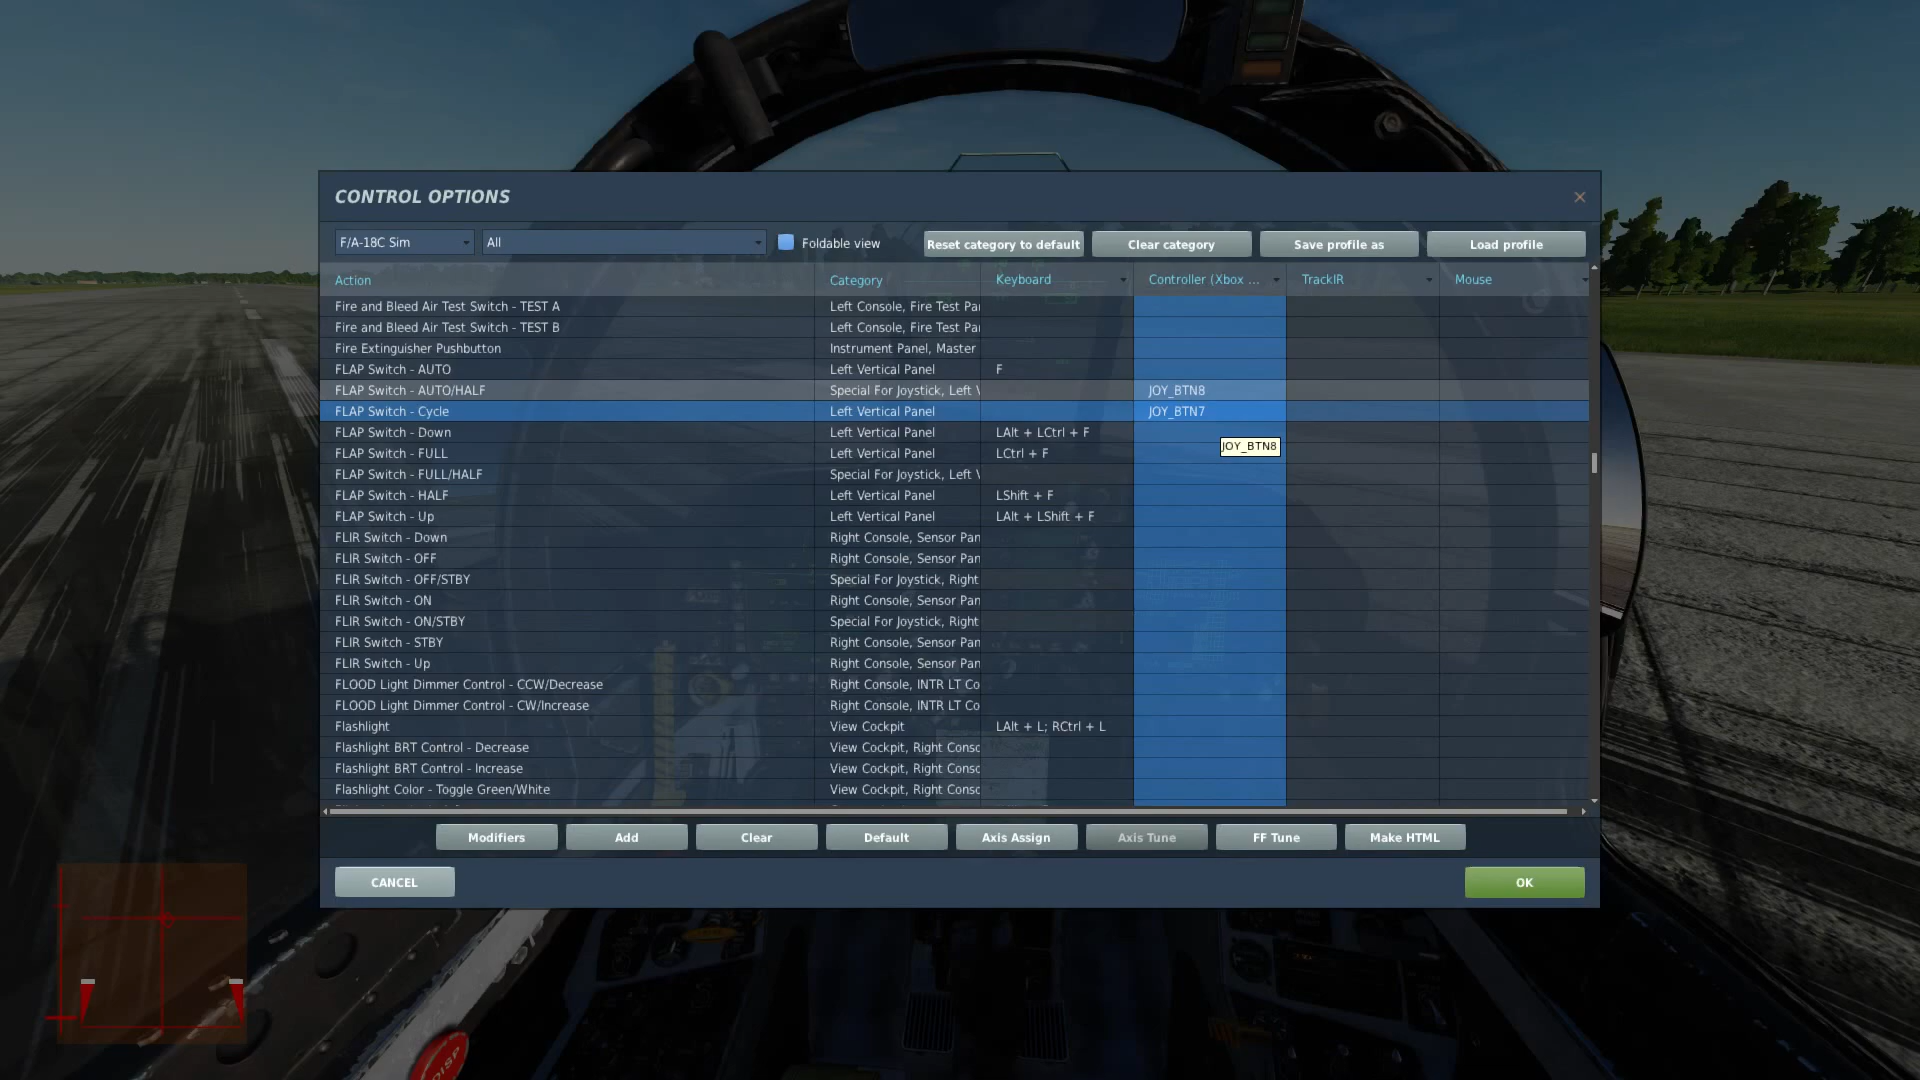 CONTROL OPTIONS
F/A-18C Sim
All
Foldable view
Reset category to default
Clear category
Save profile as
Load profile
Action Category Keyboard Controller (Xbox ... TrackIR Mouse
Fire and Bleed Air Test Switch - TEST A Left Console, Fire Test Pa
Fire and Bleed Air Test Switch - TEST B Left Console, Fire Test Pa
Fire Extinguisher Pushbutton Instrument Panel, Master
FLAP Switch - AUTO Left Vertical Panel F
FLAP Switch - AUTO/HALF Special For Joystick, Left JOY_BTN8
FLAP Switch - Cycle Left Vertical Panel JOY_BTN7
FLAP Switch - Down Left Vertical Panel LAlt + LCtrl + F
JOY_BTN8
FLAP Switch - FULL Left Vertical Panel LCtrl + F
FLAP Switch - FULL/HALF Special For Joystick, Left
FLAP Switch - HALF Left Vertical Panel LShift + F
FLAP Switch - Up Left Vertical Panel LAlt + LShift + F
FLIR Switch - Down Right Console, Sensor Pan
FLIR Switch - OFF Right Console, Sensor Pan
FLIR Switch - OFF/STBY Special For Joystick, Right
FLIR Switch - ON Right Console, Sensor Pan
FLIR Switch - ON/STBY Special For Joystick, Right
FLIR Switch - STBY Right Console, Sensor Pan
FLIR Switch - Up Right Console, Sensor Pan
FLOOD Light Dimmer Control - CCW/Decrease Right Console, INTR LT Co
FLOOD Light Dimmer Control - CW/Increase Right Console, INTR LT Co
Flashlight View Cockpit LAlt + L; RCtrl + L
Flashlight BRT Control - Decrease View Cockpit, Right Consc
Flashlight BRT Control - Increase View Cockpit, Right Consc
Flashlight Color - Toggle Green/White View Cockpit, Right Consc
Modifiers
Add
Clear
Default
Axis Assign
Axis Tune
FF Tune
Make HTML
CANCEL
OK
DISP